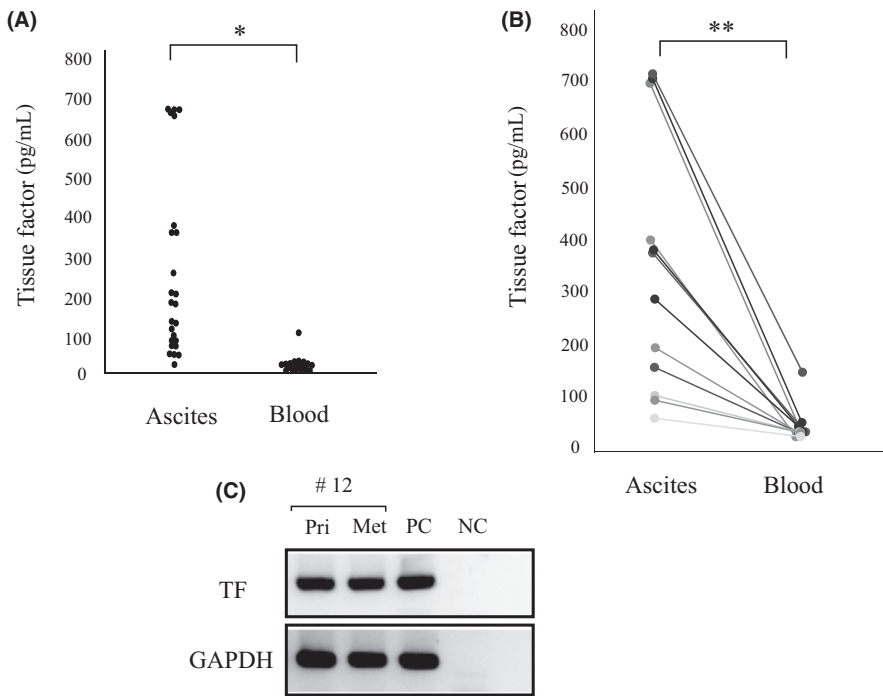 (A)
*
Tissue factor (pg/mL)
800
700
600
500
400
300
200
100
0
Ascites Blood
(B)
**
Tissue factor (pg/mL)
800
700
600
500
400
300
200
100
0
Ascites Blood
(C)
# 12
Pri Met PC NC
TF
GAPDH